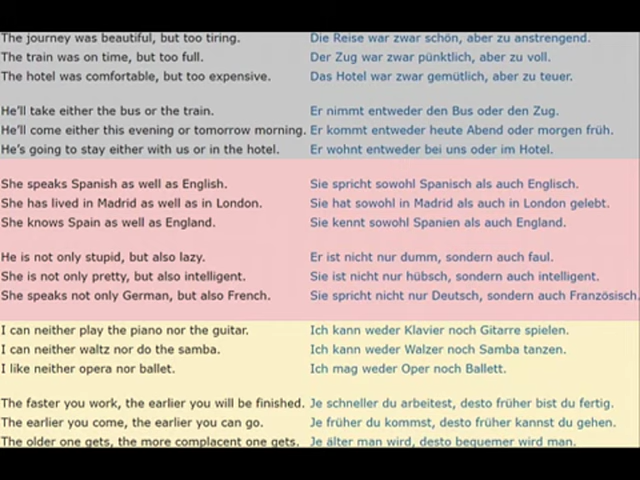 The journey was beautiful, but too tiring. Die Reise war zwar schön, aber zu anstrengend.
The train was on time, but too full. Der Zug war zwar pünktlich, aber zu voll.
The hotel was comfortable, but too expensive. Das Hotel war zwar gemütlich, aber zu teuer.
He'll take either the bus or the train. Er nimmt entweder den Bus oder den Zug.
He'll come either this evening or tomorrow morning. Er kommt entweder heute Abend oder morgen früh.
He's going to stay either with us or in the hotel. Er wohnt entweder bei uns oder im Hotel.
She speaks Spanish as well as English. Sie spricht sowohl Spanisch als auch Englisch.
She has lived in Madrid as well as in London. Sie hat sowohl in Madrid als auch in London gelebt.
She knows Spain as well as England. Sie kennt sowohl Spanien als auch England.
He is not only stupid, but also lazy. Er ist nicht nur dumm, sondern auch faul.
She is not only pretty, but also intelligent. Sie ist nicht nur hübsch, sondern auch intelligent.
She speaks not only German, but also French. Sie spricht nicht nur Deutsch, sondern auch Französisch.
I can neither play the piano nor the guitar. Ich kann weder Klavier noch Gitarre spielen.
I can neither waltz nor do the samba. Ich kann weder Walzer noch Samba tanzen.
I like neither opera nor ballet. Ich mag weder Oper noch Ballett.
The faster you work, the earlier you will be finished. Je schneller du arbeitest, desto früher bist du fertig.
The earlier you come, the earlier you can go. Je früher du kommst, desto früher kannst du gehen.
The older one gets, the more complacent one gets. Je älter man wird, desto bequemer wird man.